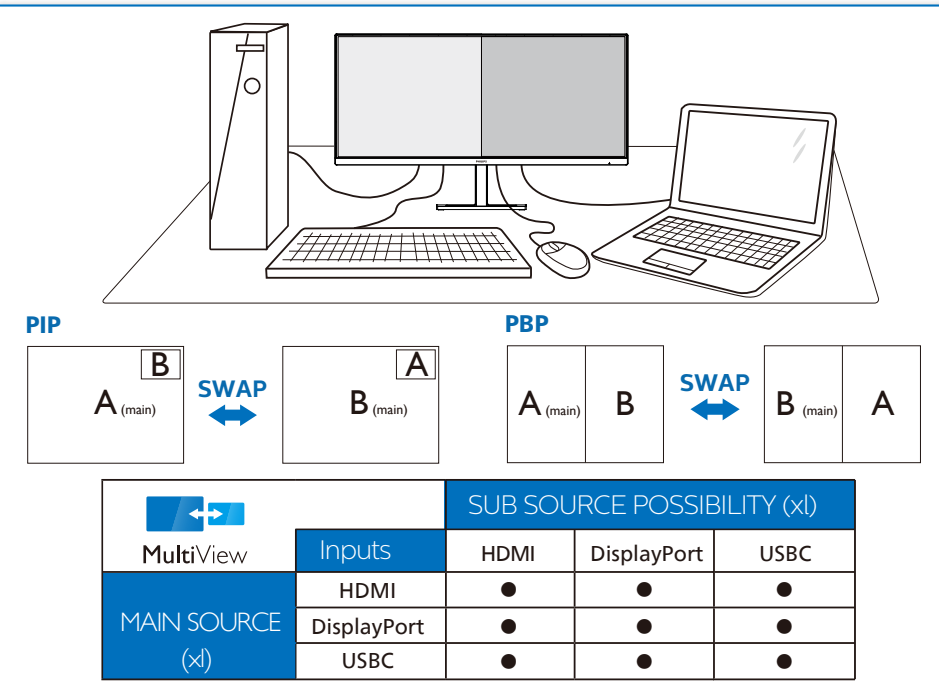 PIP
PBP
B
A (main)
SWAP
A
B (main)
A (main)
B
SWAP
B (main)
A
MultiView
SUB SOURCE POSSIBILITY (xl)
Inputs HDMI DisplayPort USBC
MAIN SOURCE
(xl)
HDMI ● ● ●
DisplayPort ● ● ●
USBC ● ● ●